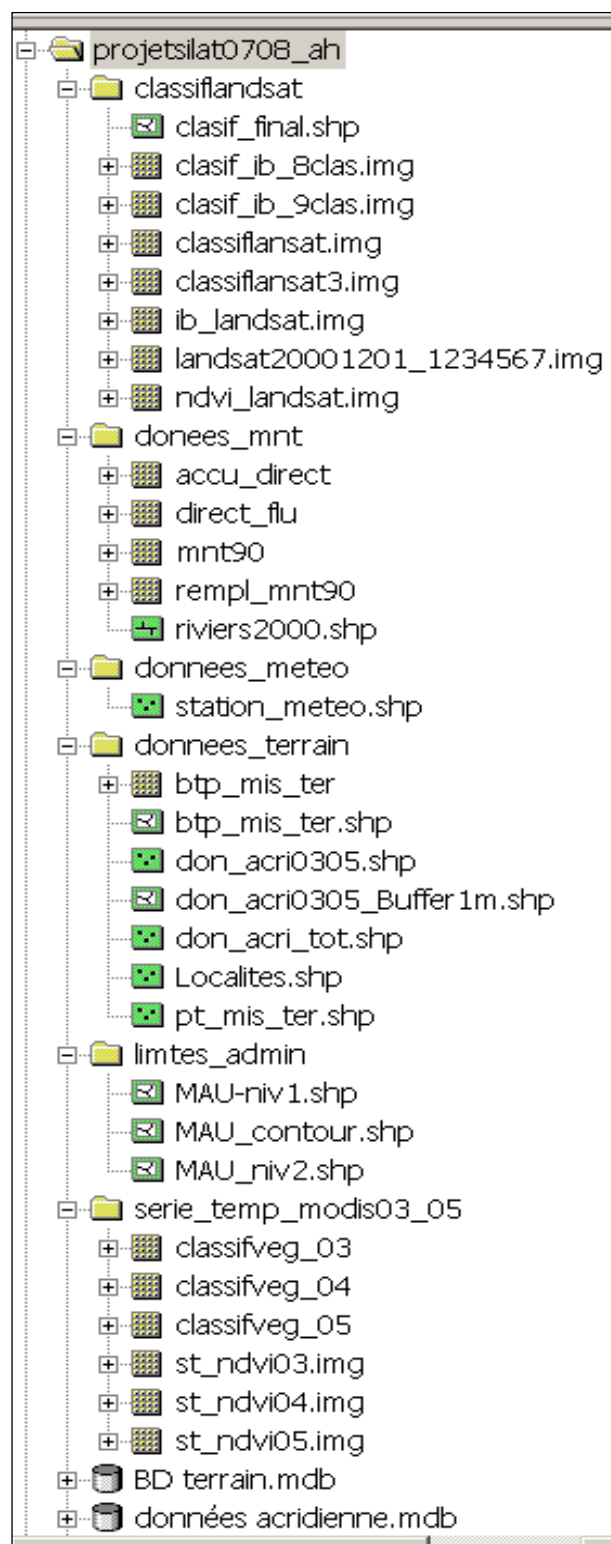 projetsilat0708_ah
classiflandsat
clasif_final.shp
clasif_ib_8clas.img
clasif_ib_9clas.img
classiflansat.img
classiflansat3.img
ib_landsat.img
landsat20001201_1234567.img
ndvi_landsat.img
donees_mnt
accu_direct
direct_flu
mnt90
rempl_mnt90
riviers2000.shp
donnees_meteo
station_meteo.shp
donnees_terrain
btp_mis_ter
btp_mis_ter.shp
don_acri0305.shp
don_acri0305_Buffer1m.shp
don_acri_tot.shp
Localites.shp
pt_mis_ter.shp
limtes_admin
MAU-niv1.shp
MAU_contour.shp
MAU_niv2.shp
serie_temp_modis03_05
classifveg_03
classifveg_04
classifveg_05
st_ndvi03.img
st_ndvi04.img
st_ndvi05.img
BD terrain.mdb
données acridienne.mdb